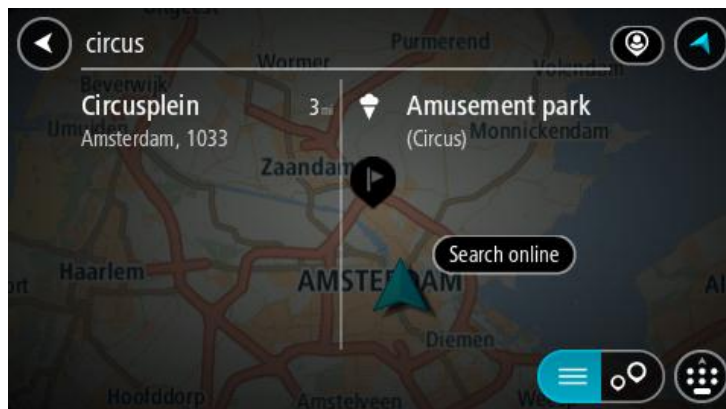 circus
Circusplein 3 mi
Amsterdam, 1033
Amusement park
(Circus)
Search online
Purmerend
Wormer
Volendam
Beverwijk
Monnickendam
Zaandam
Haarlem
AMSTERDAM
Diemen
Hoofddorp
Amstelveen